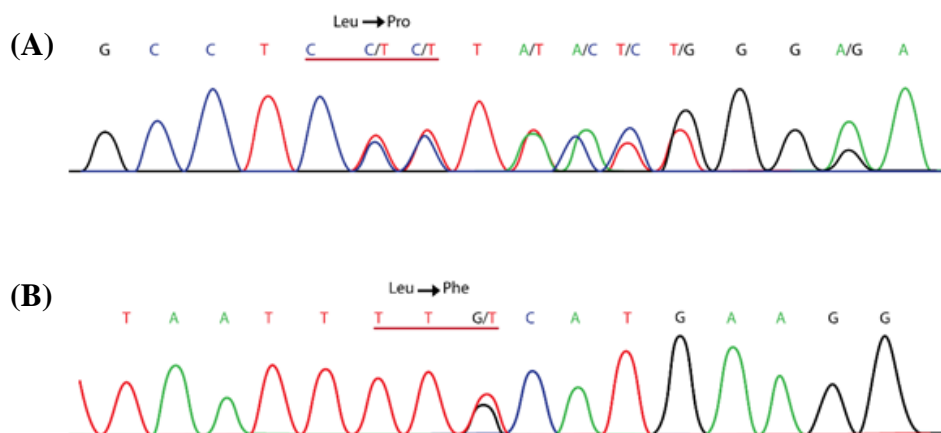 Leu → Pro
(A) G C C T C C/T C/T T A/T A/C T/C T/G G G A/G A
Leu → Phe
(B) T A A T T T T G/T C A T G A A G G